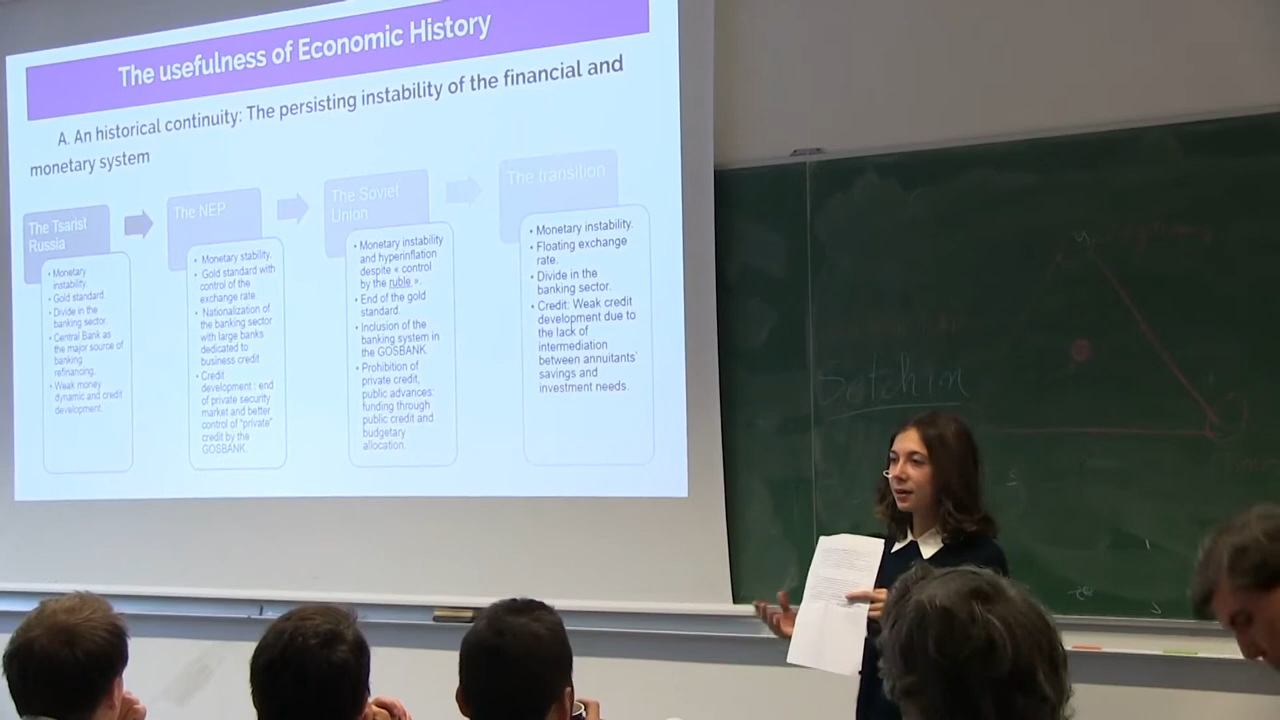 The usefulness of Economic History
A. An historical continuity: The persisting instability of the financial and
monetary system
The Tsarist
Russia
• Monetary
instability.
• Gold standard.
• Divide in the
banking sector.
• Central Bank as
the major source of
banking
refinancing.
• Weak money
dynamic and credit
development.
The NEP
• Monetary stability.
• Gold standard with
control of the
exchange rate.
• Nationalization of
the banking sector
with large banks
dedicated to
business credit
• Credit
development : end
of private security
market and better
control of "private"
credit by the
GOSBANK.
The Soviet
Union
• Monetary instability
and hyperinflation
despite « control
by the ruble ».
• End of the gold
standard.
• Inclusion of the
banking system in
the GOSBANK.
• Prohibition of
private credit,
public advances:
funding through
public credit and
budgetary
allocation.
The transition
• Monetary instability.
• Floating exchange
rate.
• Divide in the
banking sector.
• Credit: Weak credit
development due to
the lack of
intermediation
between annuitants'
savings and
investment needs.